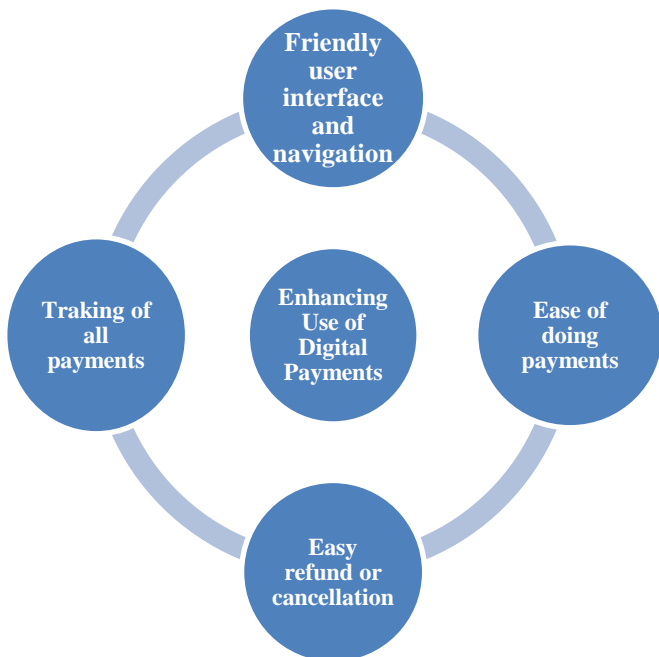 Friendly
user
interface
and
navigation
Traking of
all
payments
Enhancing
Use of
Digital
Payments
Ease of
doing
payments
Easy
refund or
cancellation